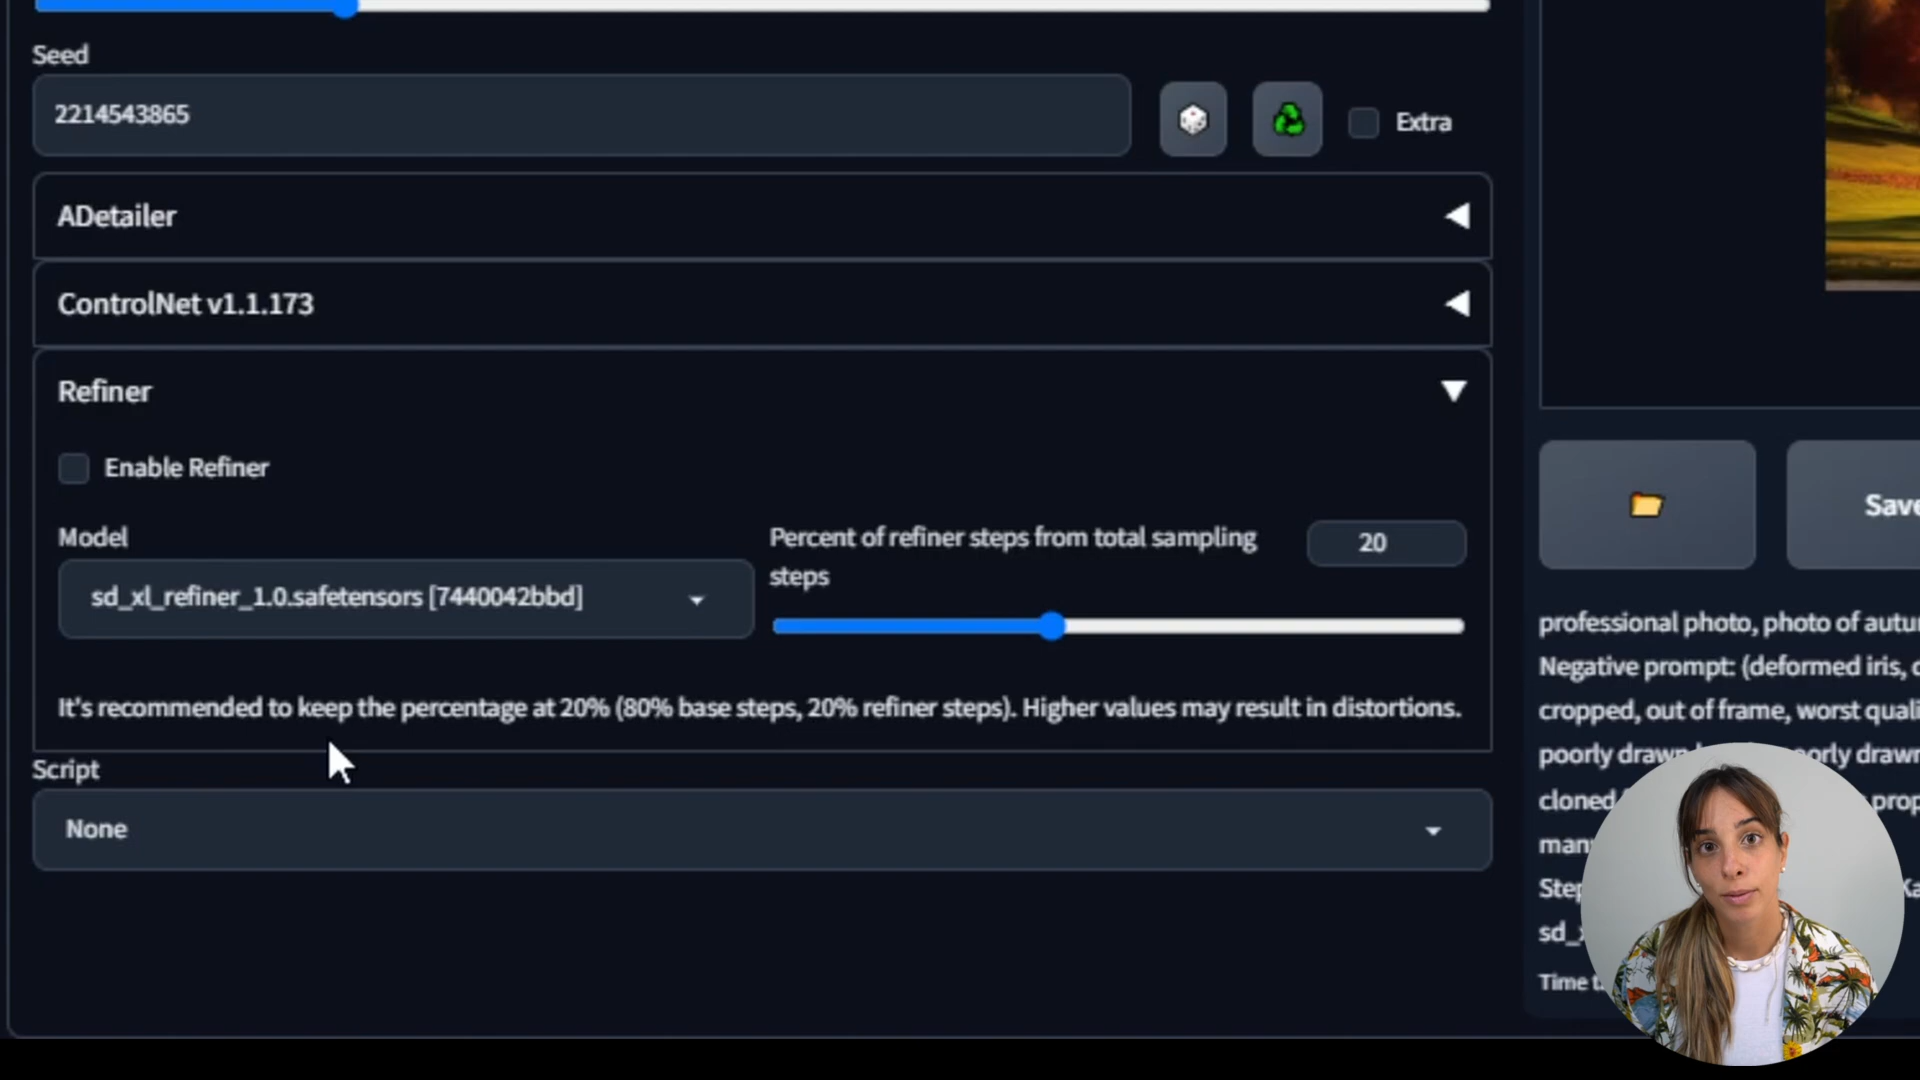 Seed
2214543865
Extra
ADetailer
ControlNet v1.1.173
Refiner
Enable Refiner
Model
Percent of refiner steps from total sampling
steps
20
sd_xl_refiner_1.0.safetensors [7440042bbd]
It's recommended to keep the percentage at 20% (80% base steps, 20% refiner steps). Higher values may result in distortions.
Script
None
Save
professional photo, photo of
Negative prompt: (deformed iris,
cropped, out of frame, worst
poorly drawn
cloned
Time